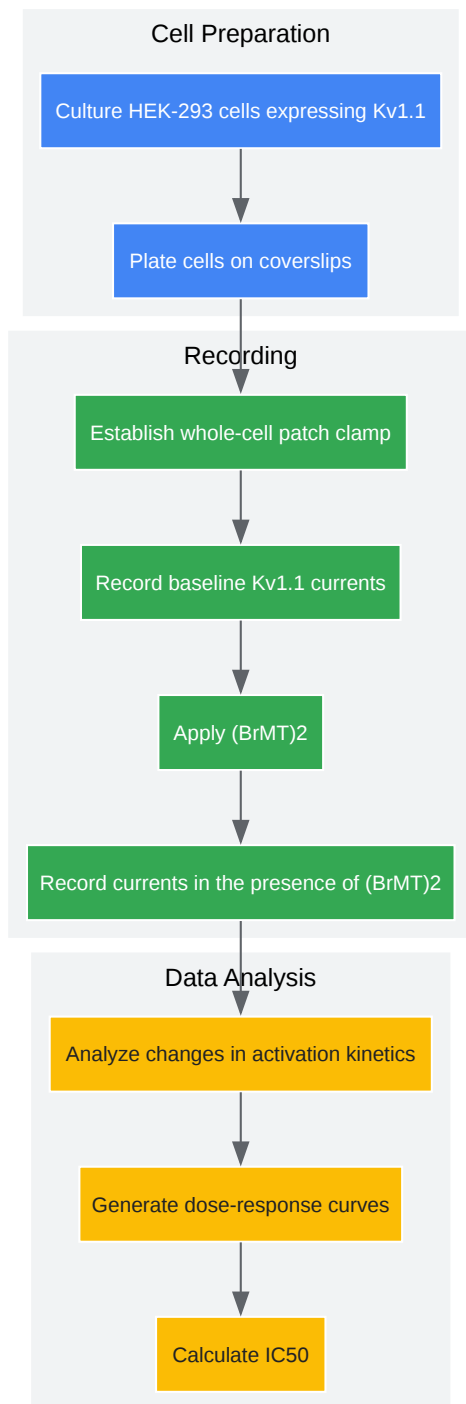 Cell Preparation
Culture HEK-293 cells expressing Kv1.1
Plate cells on coverslips
Recording
Establish whole-cell patch clamp
Record baseline Kv1.1 currents
Apply (BrMT)2
Record currents in the presence of (BrMT)2
Data Analysis
Analyze changes in activation kinetics
Generate dose-response curves
Calculate IC50